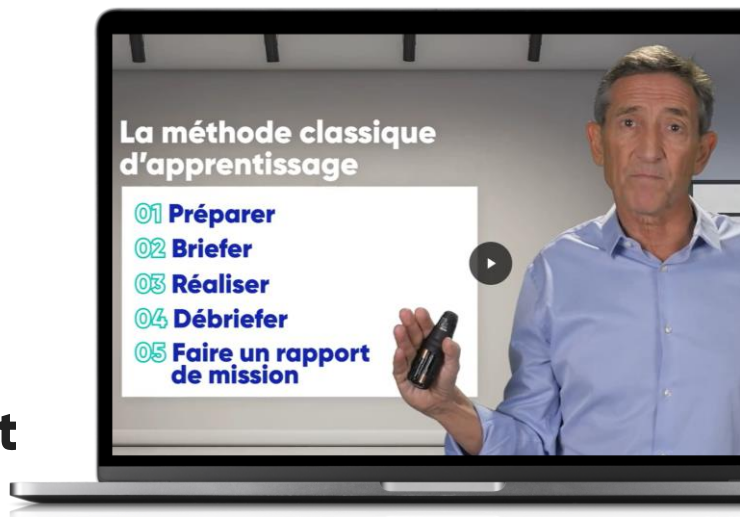 La méthode classique
d'apprentissage
01 Préparer
02 Briefer
03 Réaliser
04 Débriefer
05 Faire un rapport
de mission
t